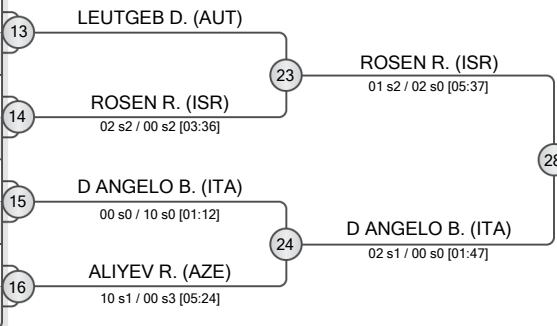 LEUTGEB D. (AUT)
13
23
ROSEN R. (ISR)
01 s2 / 02 s0 [05:37]
ROSEN R. (ISR)
14
02 s2 / 00 s2 [03:36]
28
D ANGELO B. (ITA)
15
00 s0 / 10 s0 [01:12]
24
D ANGELO B. (ITA)
02 s1 / 00 s0 [01:47]
ALIYEV R. (AZE)
16
10 s1 / 00 s3 [05:24]